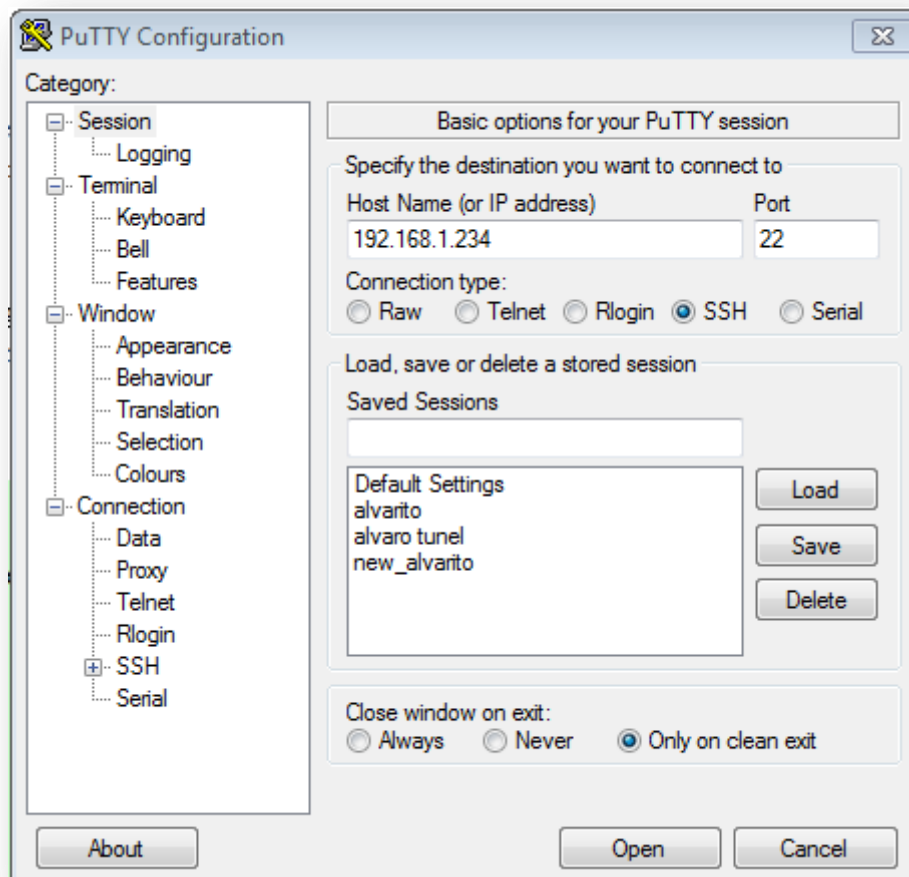 PuTTY Configuration
Category:
Session
Logging
Terminal
Keyboard
Bell
Features
Window
Appearance
Behaviour
Translation
Selection
Colours
Connection
Data
Proxy
Telnet
Rlogin
SSH
Serial
Basic options for your PuTTY session
Specify the destination you want to connect to
Host Name (or IP address) Port
192.168.1.234 22
Connection type:
Raw Telnet Rlogin SSH Serial
Load, save or delete a stored session
Saved Sessions
Default Settings
alvarito
alvaro tunel
new_alvarito
Load
Save
Delete
Close window on exit:
Always Never Only on clean exit
About Open Cancel